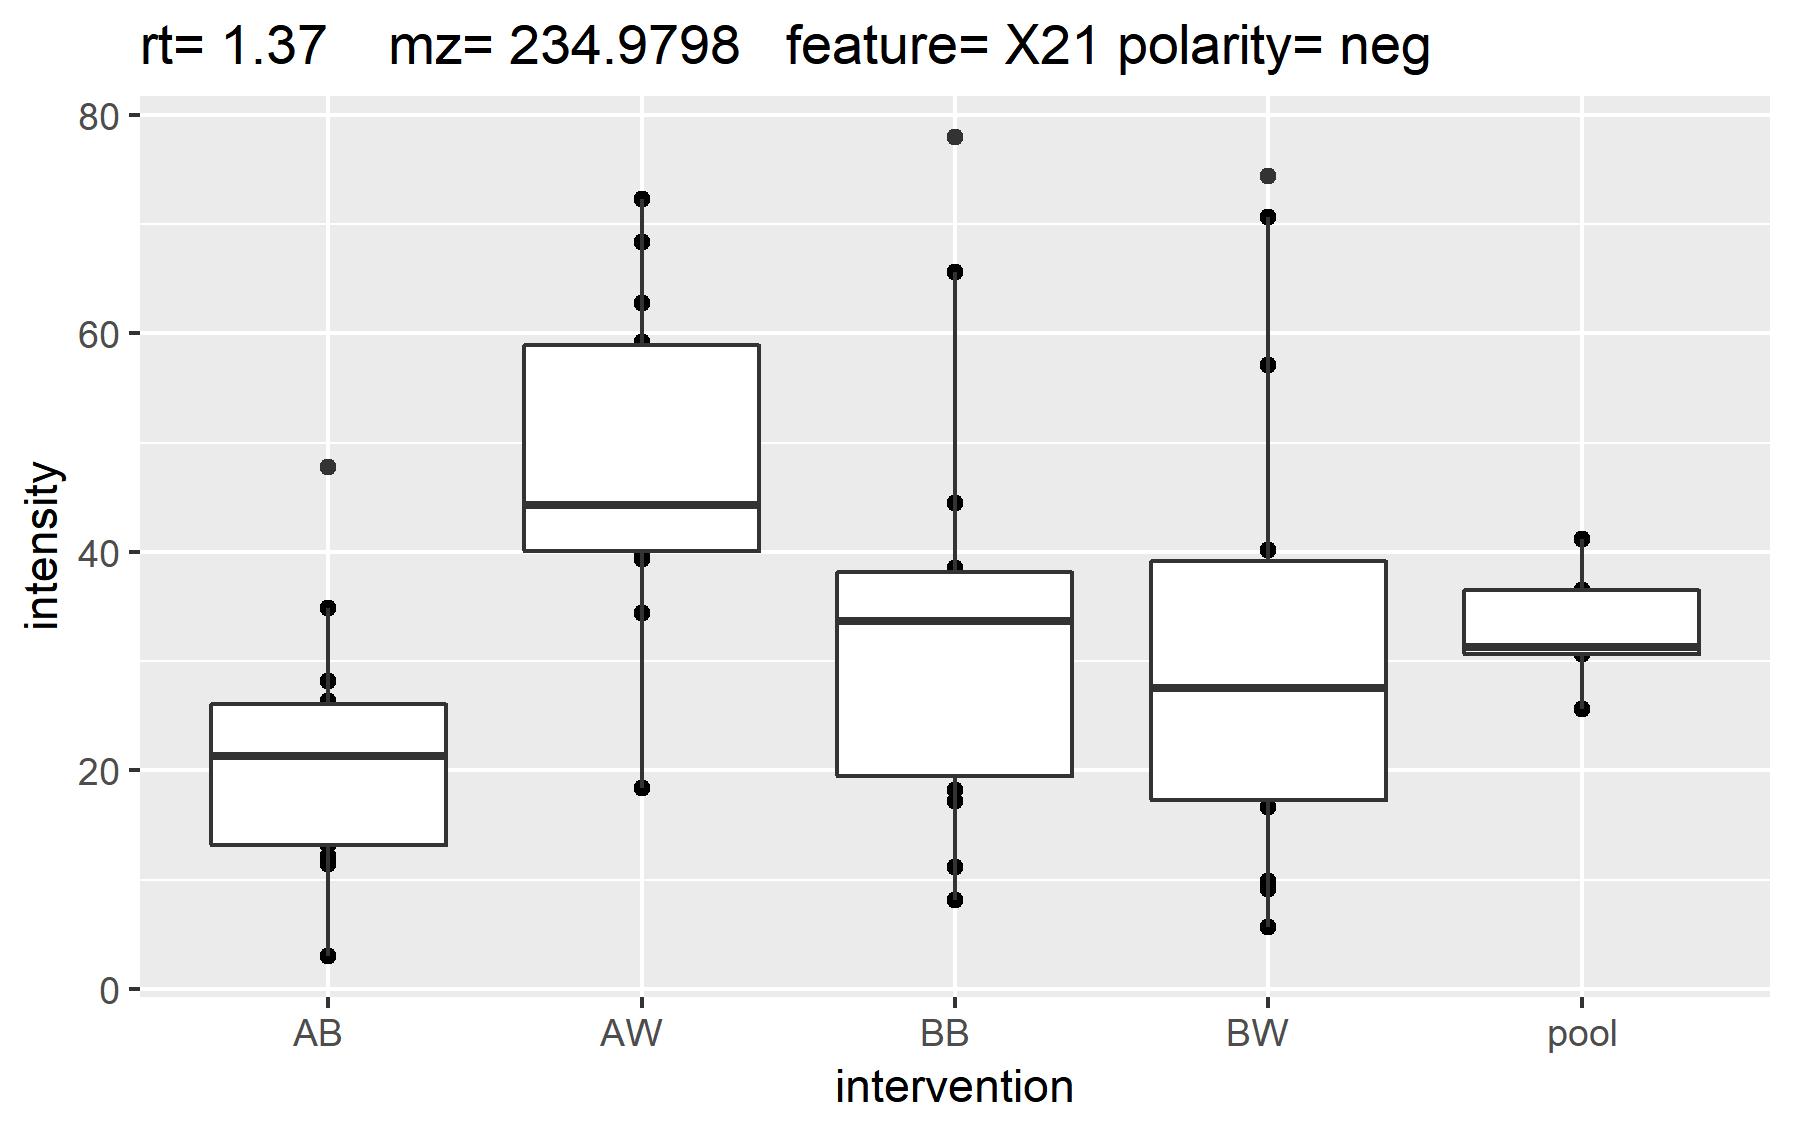 rt= 1.37 mz= 234.9798 feature= X21 polarity= neg
80
60
40
20
0
intensity
AB AW BB BW pool
intervention